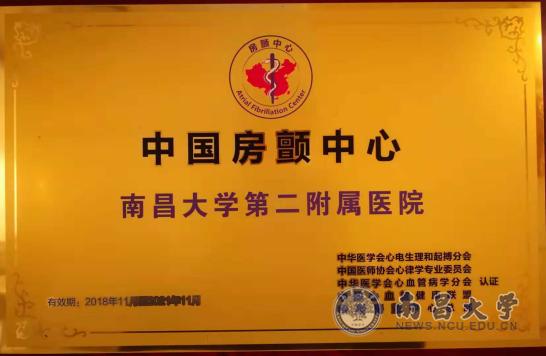 房颤中心
Atrial Fibrillation Center
中国房颤中心
南昌大学第二附属医院
中华医学会心电生理和起搏分会
中国医师协会心律学专业委员会
中华医学会心血管病学分会 认证
有效期：2018年11月至2021年11月
南昌大学
NEWS.NCU.EDU.CN